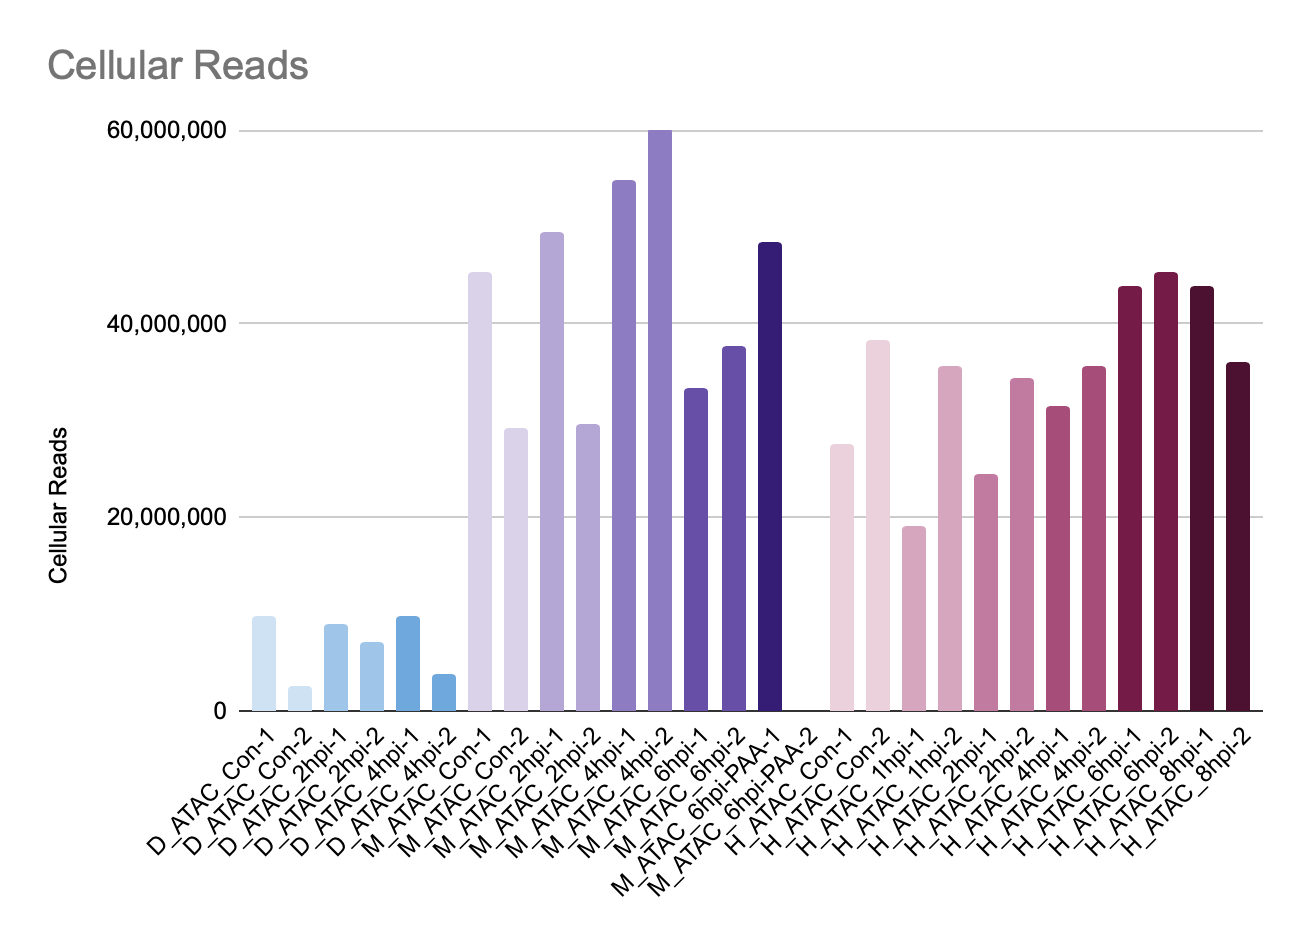 Cellular Reads
60,000,000
40,000,000
20,000,000
0
Cellular Reads
D_ATAC_Con-1
D_ATAC_Con-2
D_ATAC_2hpi-1
D_ATAC_2hpi-2
D_ATAC_4hpi-1
D_ATAC_4hpi-2
M_ATAC_Con-1
M_ATAC_Con-2
M_ATAC_2hpi-1
M_ATAC_2hpi-2
M_ATAC_4hpi-1
M_ATAC_4hpi-2
M_ATAC_6hpi-1
M_ATAC_6hpi-2
M_ATAC_6hpi-PAA-1
M_ATAC_6hpi-PAA-2
H_ATAC_Con-1
H_ATAC_Con-2
H_ATAC_1hpi-1
H_ATAC_1hpi-2
H_ATAC_2hpi-1
H_ATAC_2hpi-2
H_ATAC_4hpi-1
H_ATAC_4hpi-2
H_ATAC_6hpi-1
H_ATAC_6hpi-2
H_ATAC_8hpi-1
H_ATAC_8hpi-2